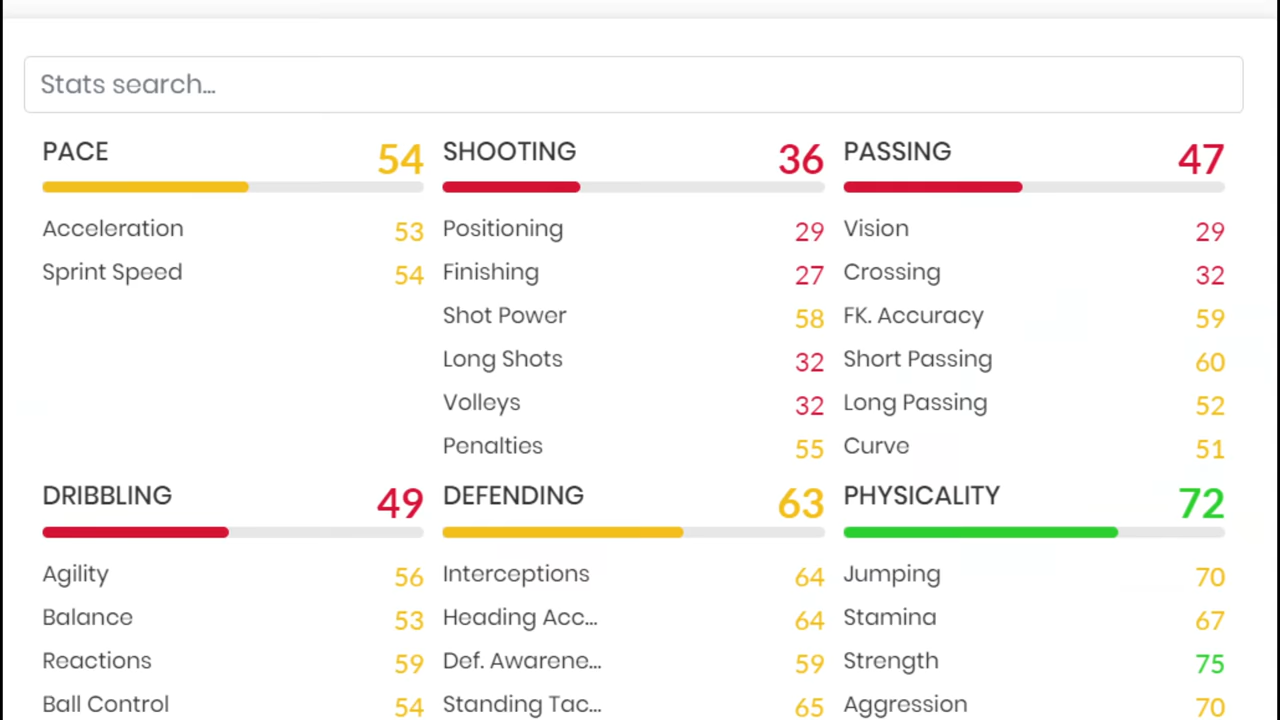 Stats search...
PACE 54
Acceleration 53
Sprint Speed 54
SHOOTING 36
Positioning 29
Finishing 27
Shot Power 58
Long Shots 32
Volleys 32
Penalties 55
PASSING 47
Vision 29
Crossing 32
FK. Accuracy 59
Short Passing 60
Long Passing 52
Curve 51
DRIBBLING 49
Agility 56
Balance 53
Reactions 59
Ball Control 54
DEFENDING 63
Interceptions 64
Heading Acc... 64
Def. Awarene... 59
Standing Tac... 65
PHYSICALITY 72
Jumping 70
Stamina 67
Strength 75
Aggression 70